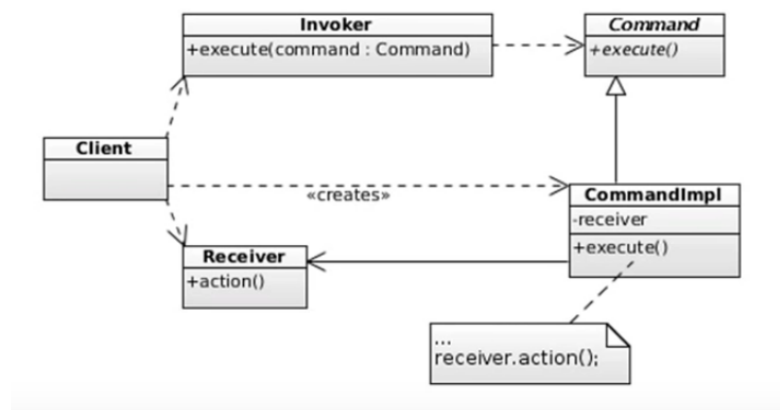 Invoker
+execute(command : Command)
Command
+execute()
Client
«creates»
CommandImpl
-receiver
+execute()
Receiver
+action()
...
receiver.action();